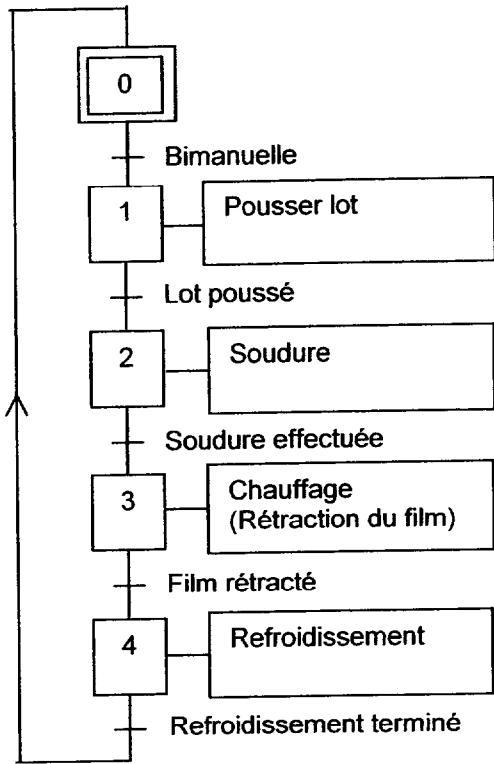 0
Bimanuelle
1
Pousser lot
Lot poussé
2
Soudure
Soudure effectuée
3
Chauffage
(Rétraction du film)
Film rétracté
4
Refroidissement
Refroidissement terminé